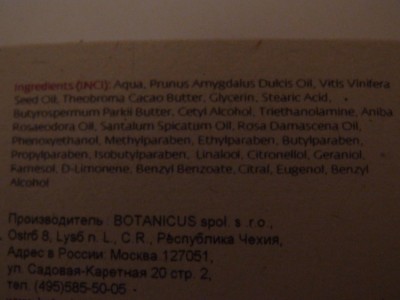 Ingredients (INCI): Aqua, Prunus Amygdalus Dulcis Oil, Vitis Vinifera
Seed Oil, Theobroma Cacao Butter, Glycerin, Stearic Acid,
Butyrospermum Parkii Butter, Cetyl Alcohol, Triethanolamine, Aniba
Rosaeodora Oil, Santalum Spicatum Oil, Rosa Damascena Oil,
Phenoxyethanol, Methylparaben, Ethylparaben, Butylparaben,
Propylparaben, Isobutylparaben, Linalool, Citronellol, Geraniol,
Farnesol, D-Limonene, Benzyl Benzoate, Citral, Eugenol, Benzyl
Alcohol
Производитель : BOTANICUS spol. s .r.o.,
Ostrб 8, Lysб n. L., C.R., Република Чехия,
Адрес в России: Москва 127051,
ул. Садовая-Каретная 20 стр. 2,
тел. (495)585-50-05